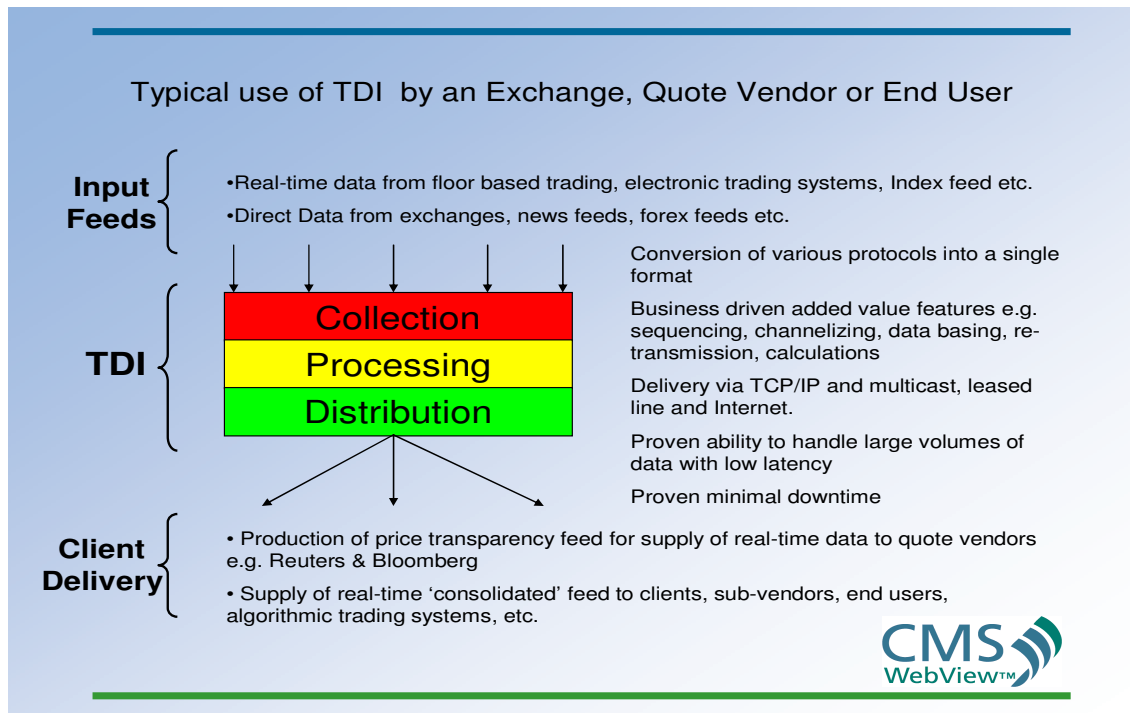 Typical use of TDI by an Exchange, Quote Vendor or End User
Input
Feeds
•Real-time data from floor based trading, electronic trading systems, Index feed etc.
•Direct Data from exchanges, news feeds, forex feeds etc.
TDI
Collection
Processing
Distribution
Conversion of various protocols into a single
format
Business driven added value features e.g.
sequencing, channelizing, data basing, re-
transmission, calculations
Delivery via TCP/IP and multicast, leased
line and Internet.
Proven ability to handle large volumes of
data with low latency
Proven minimal downtime
Client
Delivery
• Production of price transparency feed for supply of real-time data to quote vendors
e.g. Reuters & Bloomberg
• Supply of real-time ‘consolidated’ feed to clients, sub-vendors, end users,
algorithmic trading systems, etc.
CMS
WebView™